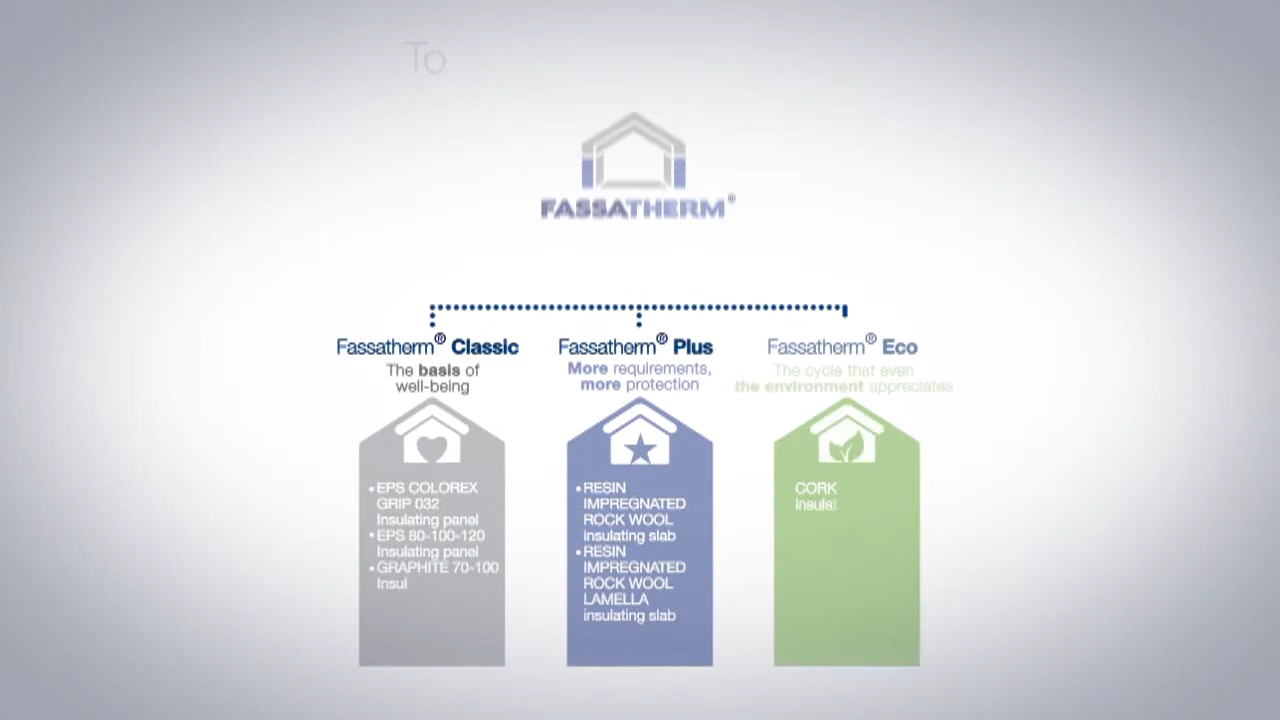 To
FASSATHERM®
Fassatherm® Classic
The basis of
well-being
• EPS COLOREX
GRIP 032
Insulating panel
• EPS 80-100-120
Insulating panel
• GRAPHITE 70-100
Insul
Fassatherm® Plus
More requirements,
more protection
• RESIN
IMPREGNATED
ROCK WOOL
insulating slab
• RESIN
IMPREGNATED
ROCK WOOL
LAMELLA
insulating slab
Fassatherm® Eco
The cycle that even
the environment appreciates
CORK
insula